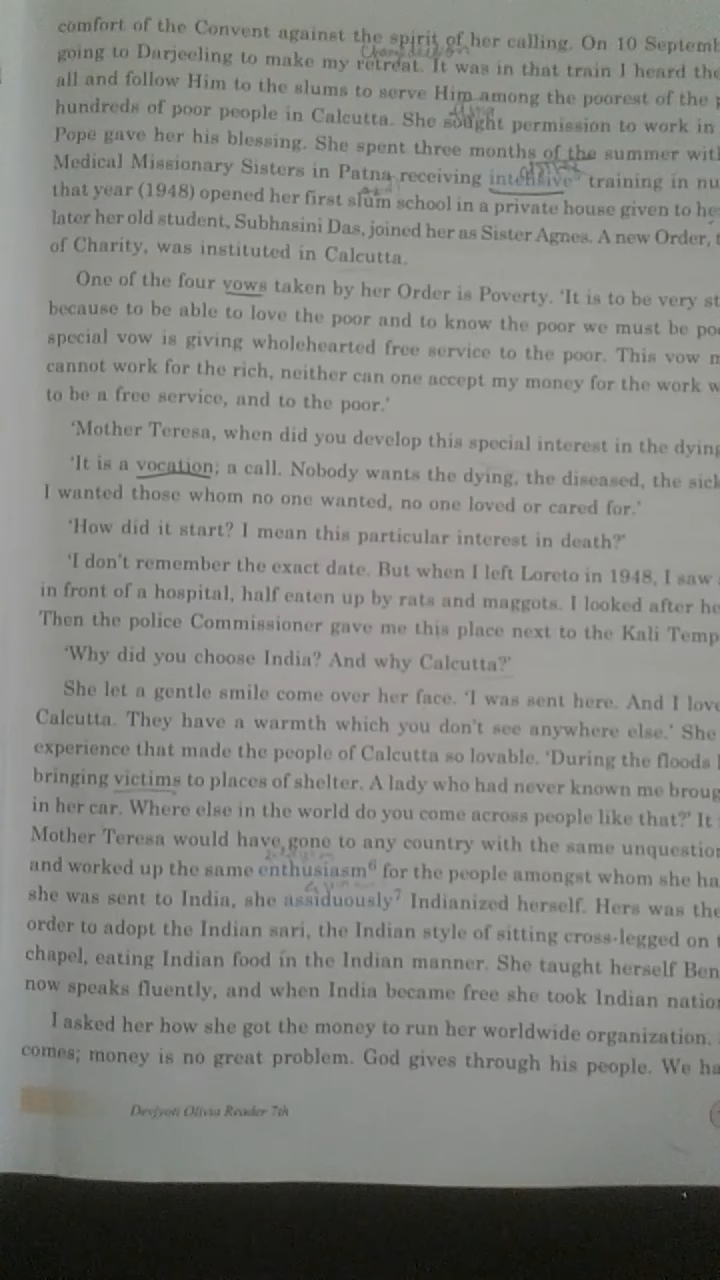 comfort of the Convent against the spirit of her calling. On 10 Septemb
going to Darjeeling to make my retreat. It was in that train I heard the
all and follow Him to the slums to serve Him among the poorest of the p
hundreds of poor people in Calcutta. She sought permission to work in
Pope gave her his blessing. She spent three months of the summer wit
Medical Missionary Sisters in Patna receiving intensive⁵ training in nu
that year (1948) opened her first slum school in a private house given to he
later her old student, Subhasini Das, joined her as Sister Agnes. A new Order, t
of Charity, was instituted in Calcutta.
One of the four vows taken by her Order is Poverty. 'It is to be very st
because to be able to love the poor and to know the poor we must be poo
special vow is giving wholehearted free service to the poor. This vow m
cannot work for the rich, neither can one accept my money for the work w
to be a free service, and to the poor.'
'Mother Teresa, when did you develop this special interest in the dying
'It is a vocation; a call. Nobody wants the dying, the diseased, the sick
I wanted those whom no one wanted, no one loved or cared for.'
'How did it start? I mean this particular interest in death?'
'I don't remember the exact date. But when I left Loreto in 1948, I saw
in front of a hospital, half eaten up by rats and maggots. I looked after he
Then the police Commissioner gave me this place next to the Kali Temp
'Why did you choose India? And why Calcutta?'
She let a gentle smile come over her face. 'I was sent here. And I love
Calcutta. They have a warmth which you don't see anywhere else.' She
experience that made the people of Calcutta so lovable. 'During the floods
bringing victims to places of shelter. A lady who had never known me broug
in her car. Where else in the world do you come across people like that?' It
Mother Teresa would have gone to any country with the same unquestion
and worked up the same enthusiasm⁶ for the people amongst whom she ha
she was sent to India, she assiduously⁷ Indianized herself. Hers was the
order to adopt the Indian sari, the Indian style of sitting cross-legged on t
chapel, eating Indian food in the Indian manner. She taught herself Ben
now speaks fluently, and when India became free she took Indian natio
I asked her how she got the money to run her worldwide organization.
comes; money is no great problem. God gives through his people. We ha
Devjyoti Olivia Reader 7th